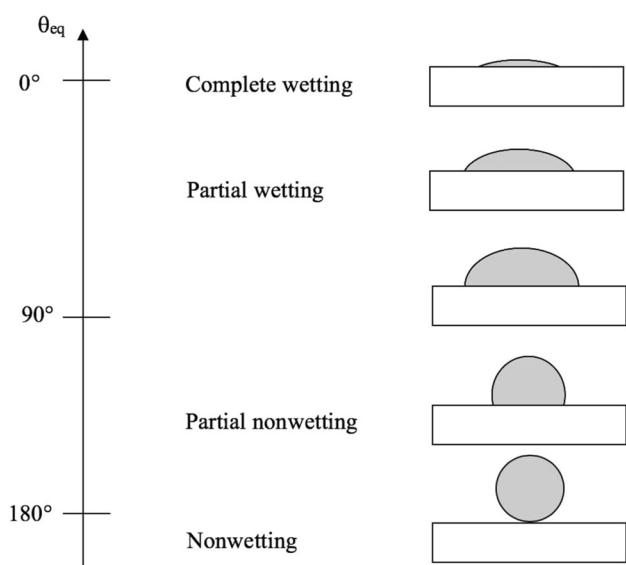 θeq
0°
Complete wetting
Partial wetting
90°
Partial nonwetting
180°
Nonwetting